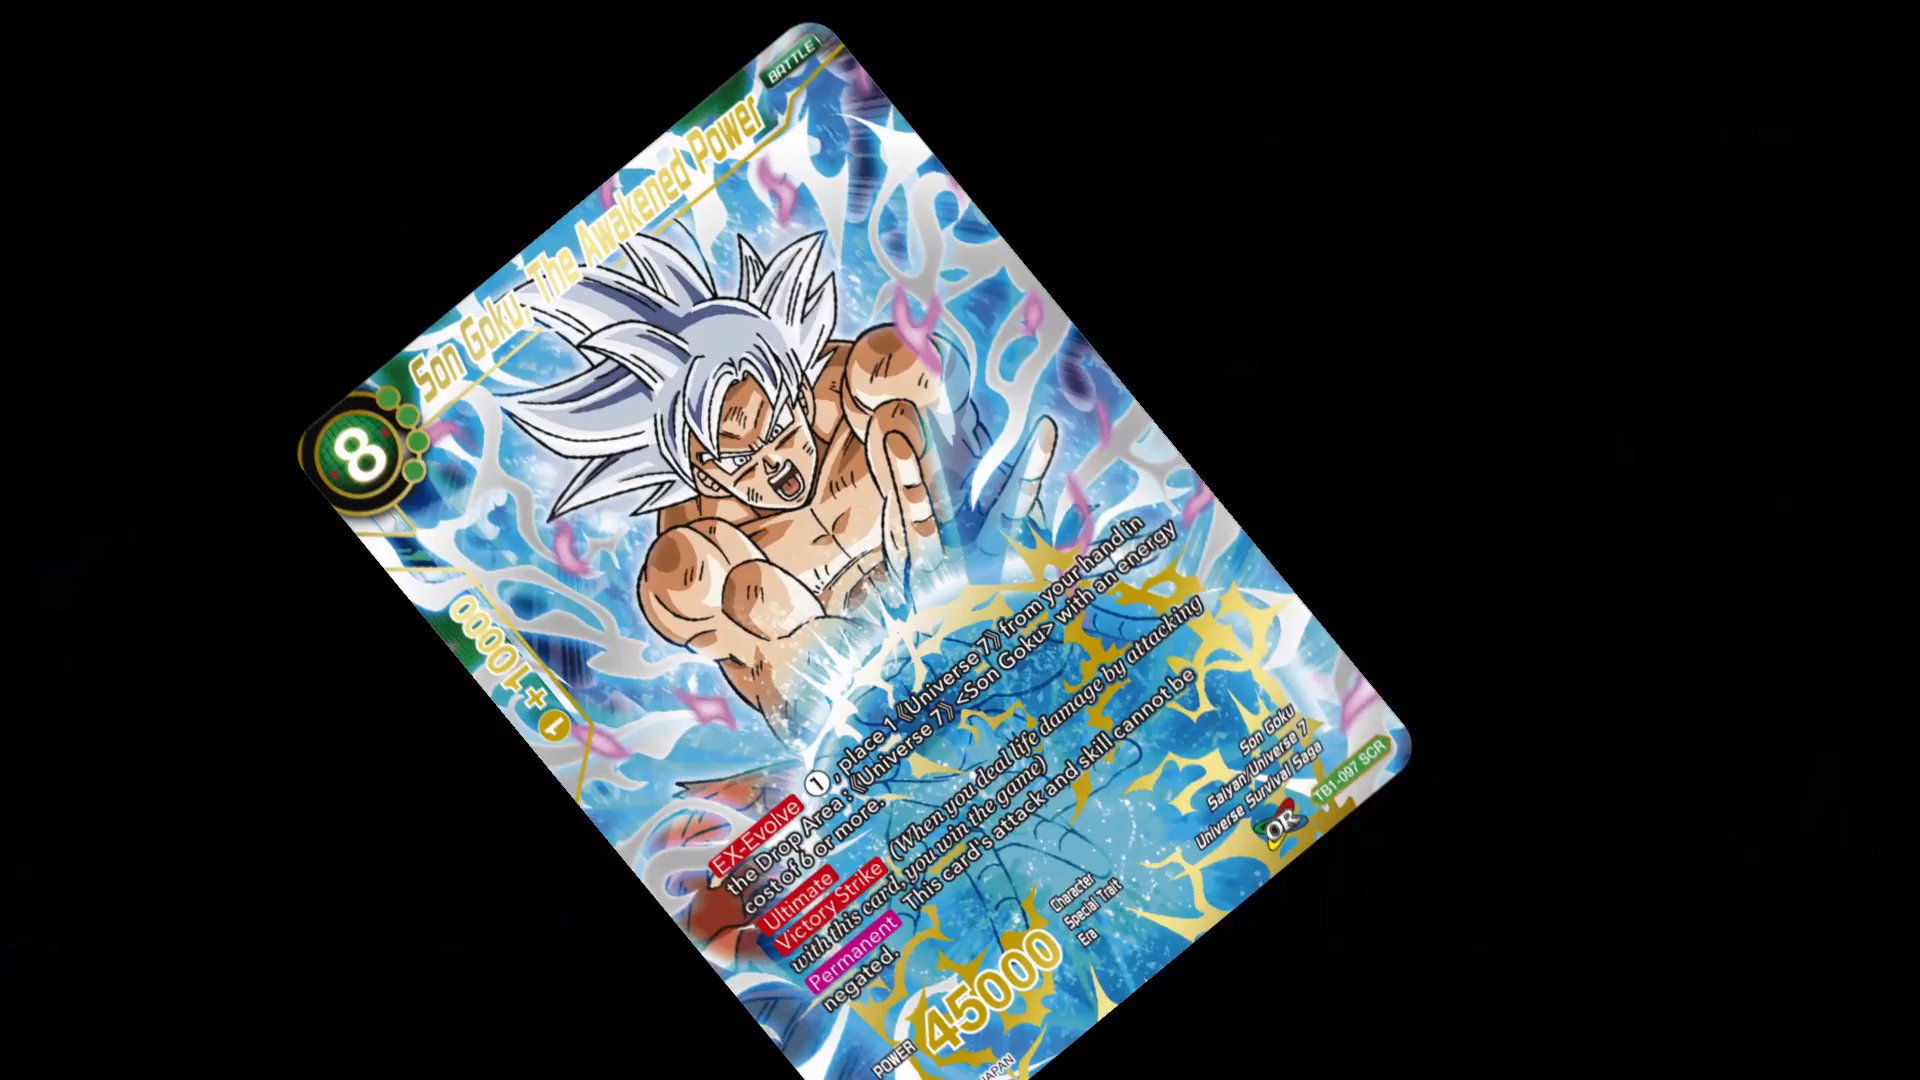 BATTLE
Son Goku, The Awakened Power
8
1 +10000
EX-Evolve 1, place 1《Universe 7》from your hand in
the Drop Area : 《Universe 7》<Son Goku> with an energy
cost of 6 or more.
Ultimate
Victory Strike (When you deal life damage by attacking
with this card, you win the game)
Permanent This card's attack and skill cannot be
negated.
POWER 45000
Character Son Goku
Special Trait Saiyan/Universe 7
Era Universe Survival Saga
OR
TB1-097 SCR
JAPAN